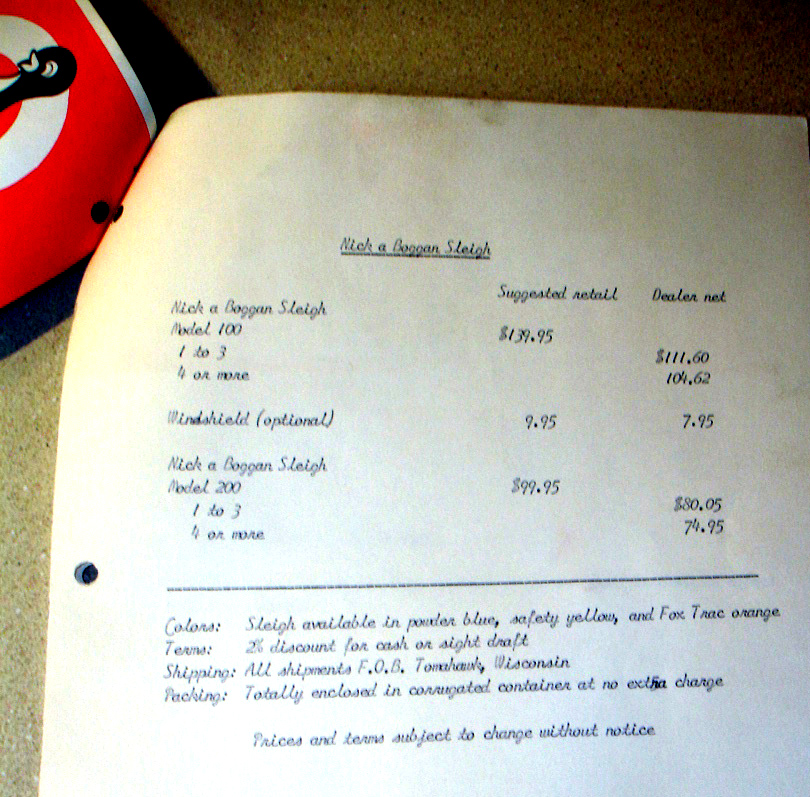 Nick a Boggan Sleigh
Suggested retail Dealer net
Nick a Boggan Sleigh
Model 100 $139.95
1 to 3 $111.60
4 or more 104.62
Windshield (optional) 9.95 7.95
Nick a Boggan Sleigh
Model 200 $99.95
1 to 3 $80.05
4 or more 74.95
Colors: Sleigh available in powder blue, safety yellow, and Fox Trac orange
Terms: 2% discount for cash or sight draft
Shipping: All shipments F.O.B. Tomahawk, Wisconsin
Packing: Totally enclosed in corrugated container at no extra charge
Prices and terms subject to change without notice